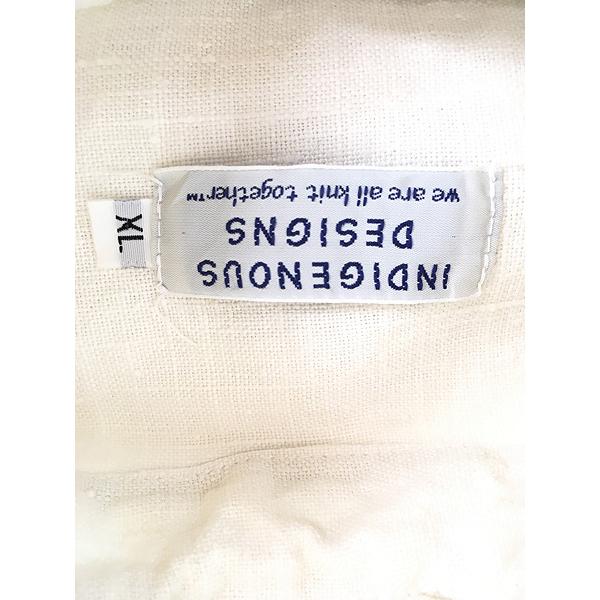 INDIGENOUS
DESIGNS
we are all knit together™
XL